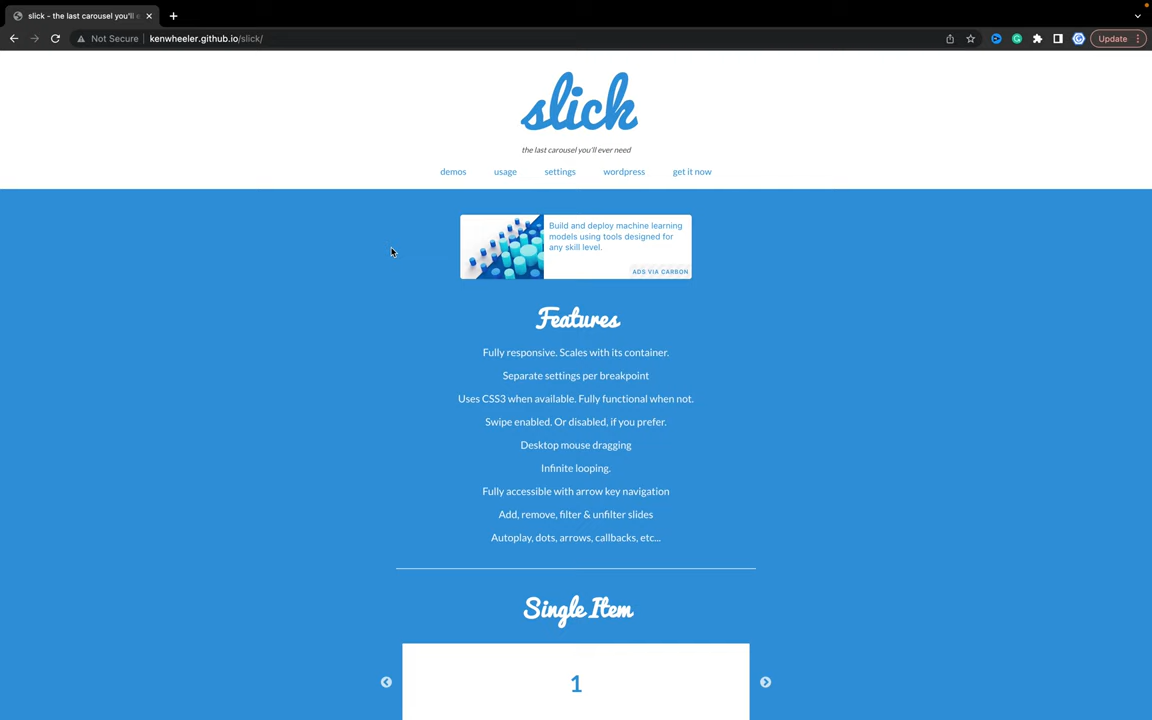 slick - the last carousel you'll e
Not Secure
kenwheeler.github.io/slick/
Update
slick
the last carousel you'll ever need
demos usage settings wordpress get it now
Build and deploy machine learning
models using tools designed for
any skill level.
ADS VIA CARBON
Features
Fully responsive. Scales with its container.
Separate settings per breakpoint
Uses CSS3 when available. Fully functional when not.
Swipe enabled. Or disabled, if you prefer.
Desktop mouse dragging
Infinite looping.
Fully accessible with arrow key navigation
Add, remove, filter & unfilter slides
Autoplay, dots, arrows, callbacks, etc...
Single Item
1